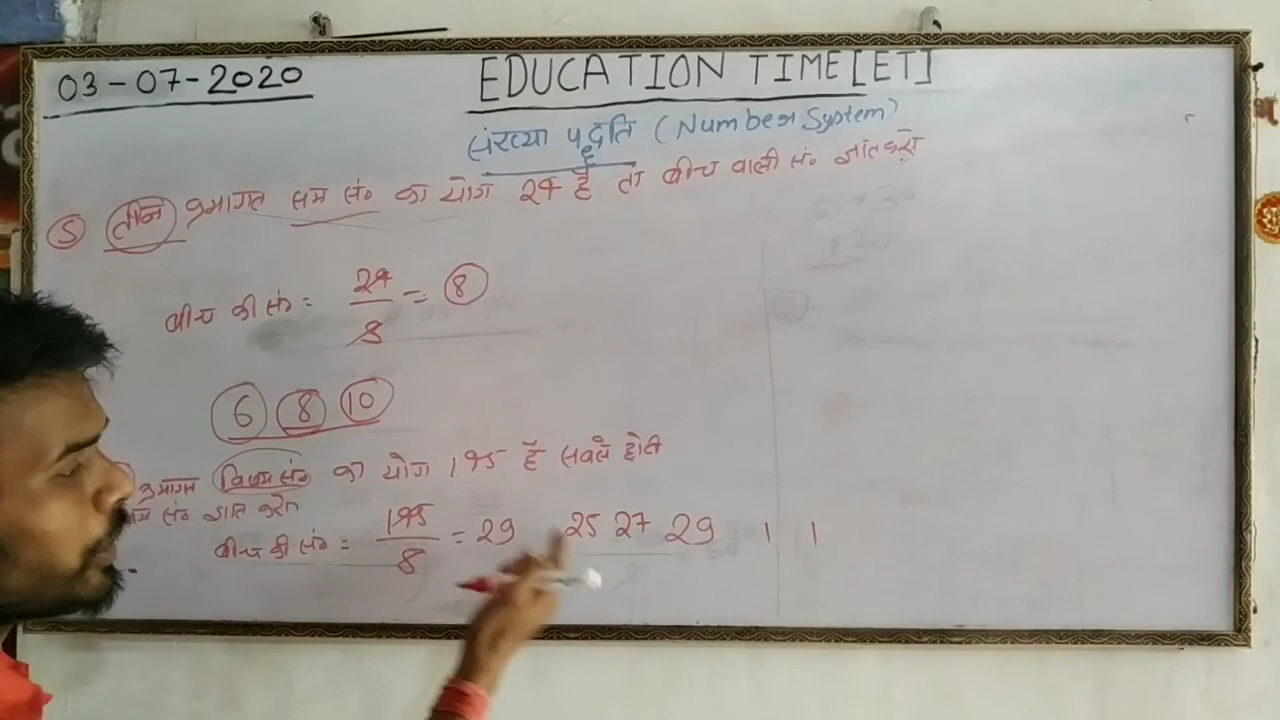 03-07-2020
EDUCATION TIME [ET]
संख्या पद्धति (Number System)
5 तीन क्रमागत सम सं० का योग 24 है तो बीच वाली सं० ज्ञात करो
बीच की सं० = 24/3 = 8
6 8 10
क्रमागत विषम सं० का योग 145 है सबसे छोटी
सं० ज्ञात करो
बीच की सं० = 145/5 = 29 25 27 29 | |